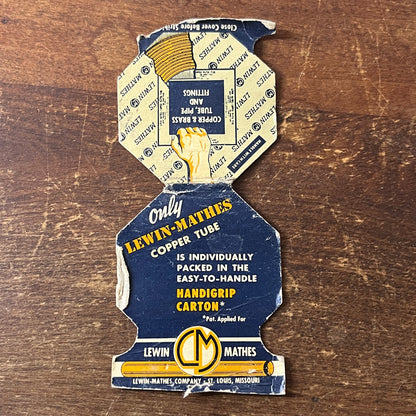 Close Cover Before Striking
LEWIN MATHES
COPPER & BRASS
TUBE, PIPE
AND
FITTINGS
only
LEWIN-MATHES
COPPER TUBE
IS INDIVIDUALLY
PACKED IN THE
EASY-TO-HANDLE
HANDIGRIP
CARTON*
*Pat. Applied For
LEWIN LM MATHES
LEWIN-MATHES, COMPANY - ST. LOUIS, MISSOURI